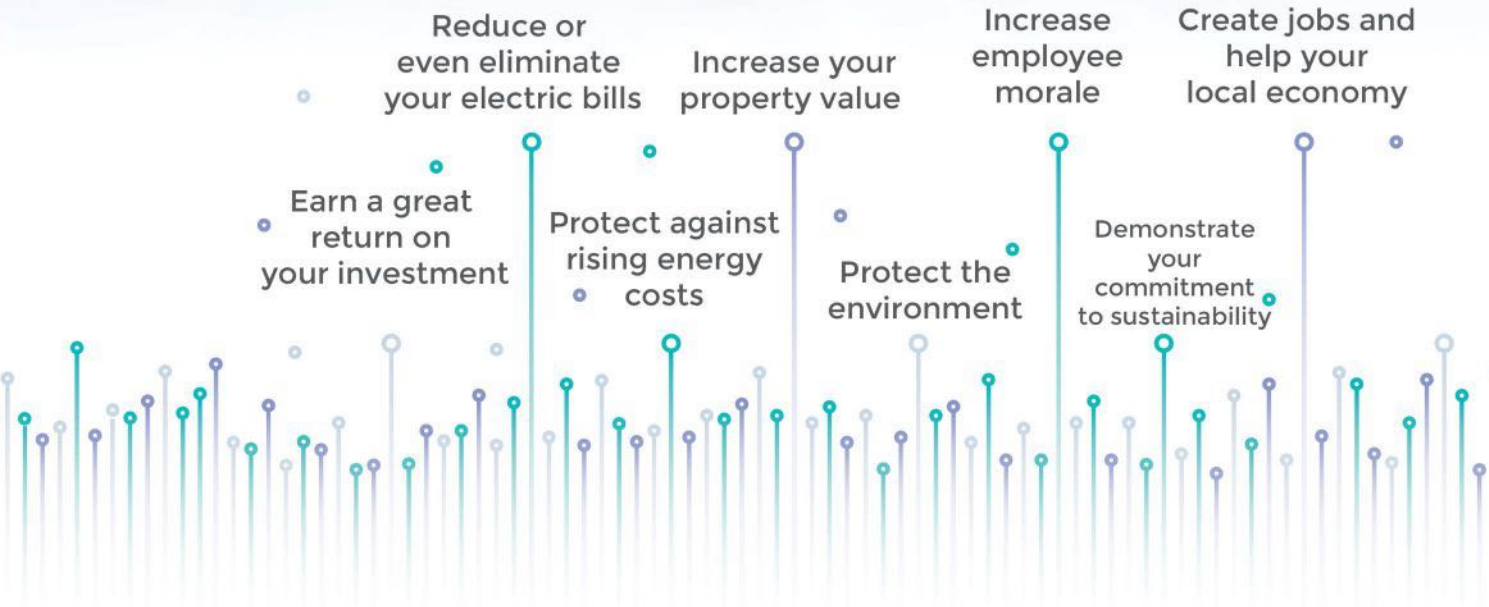 Reduce or
even eliminate
your electric bills
Increase your
property value
Increase
employee
morale
Create jobs and
help your
local economy
Earn a great
return on
your investment
Protect against
rising energy
costs
Protect the
environment
Demonstrate
your
commitment
to sustainability